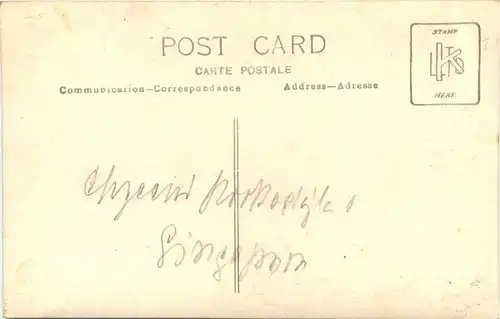 POST CARD
CARTE POSTALE
Communication—Correspondance Address—Adresse
STAMP
HERE
Singapore